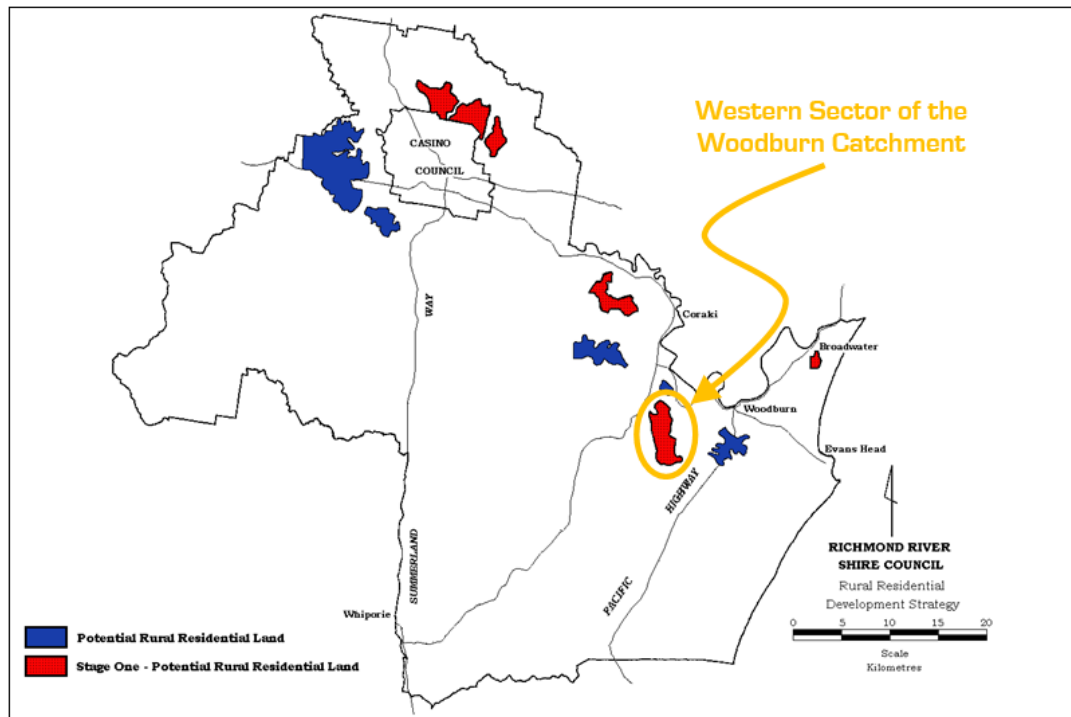 Western Sector of the
Woodburn Catchment
CASINO
COUNCIL
WAY
Coraki
Broadwater
Woodburn
Evans Head
HIGHWAY
PACIFIC
SUMMERLAND
Whiporie
RICHMOND RIVER
SHIRE COUNCIL
Rural Residential
Development Strategy
0 5 10 15 20
Scale
Kilometres
Potential Rural Residential Land
Stage One - Potential Rural Residential Land